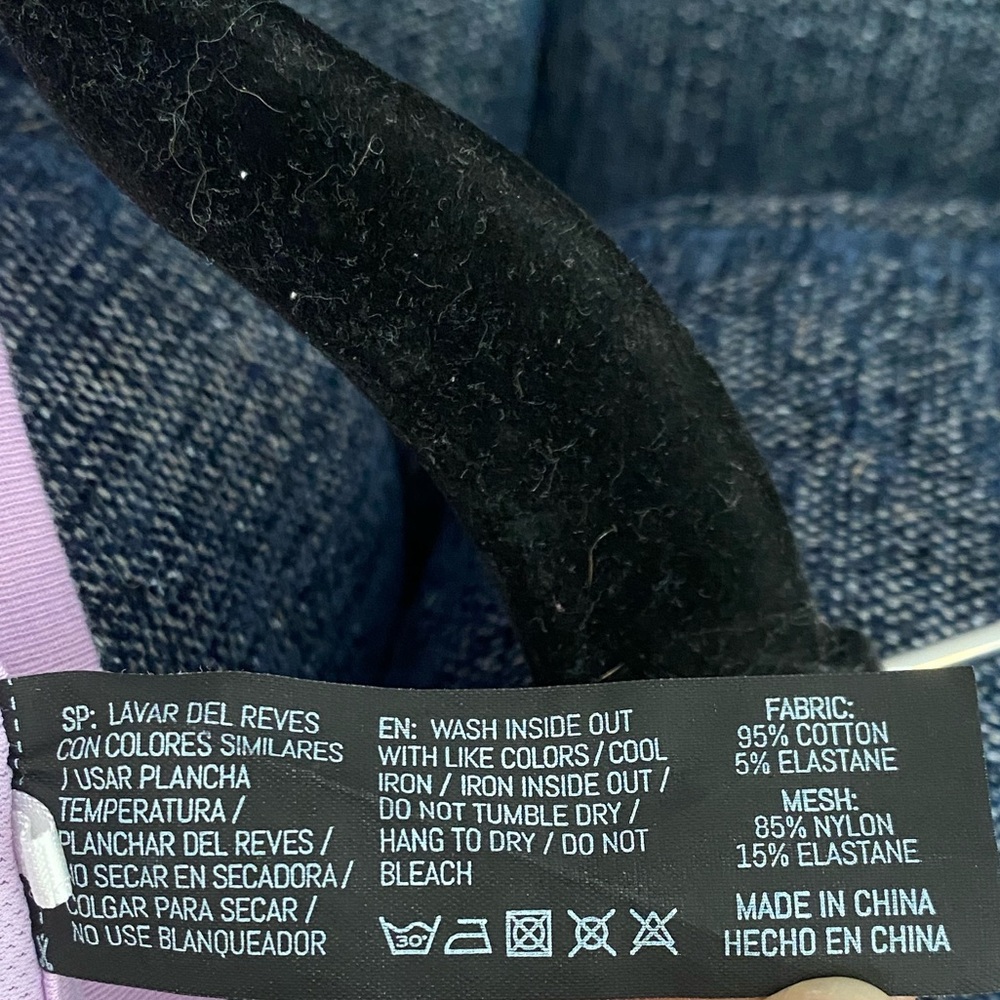 SP: LAVAR DEL REVES
CON COLORES SIMILARES
/ USAR PLANCHA
TEMPERATURA /
PLANCHAR DEL REVES /
NO SECAR EN SECADORA /
COLGAR PARA SECAR /
NO USE BLANQUEADOR
EN: WASH INSIDE OUT
WITH LIKE COLORS / COOL
IRON / IRON INSIDE OUT /
DO NOT TUMBLE DRY /
HANG TO DRY / DO NOT
BLEACH
30°
FABRIC:
95% COTTON
5% ELASTANE
MESH:
85% NYLON
15% ELASTANE
MADE IN CHINA
HECHO EN CHINA